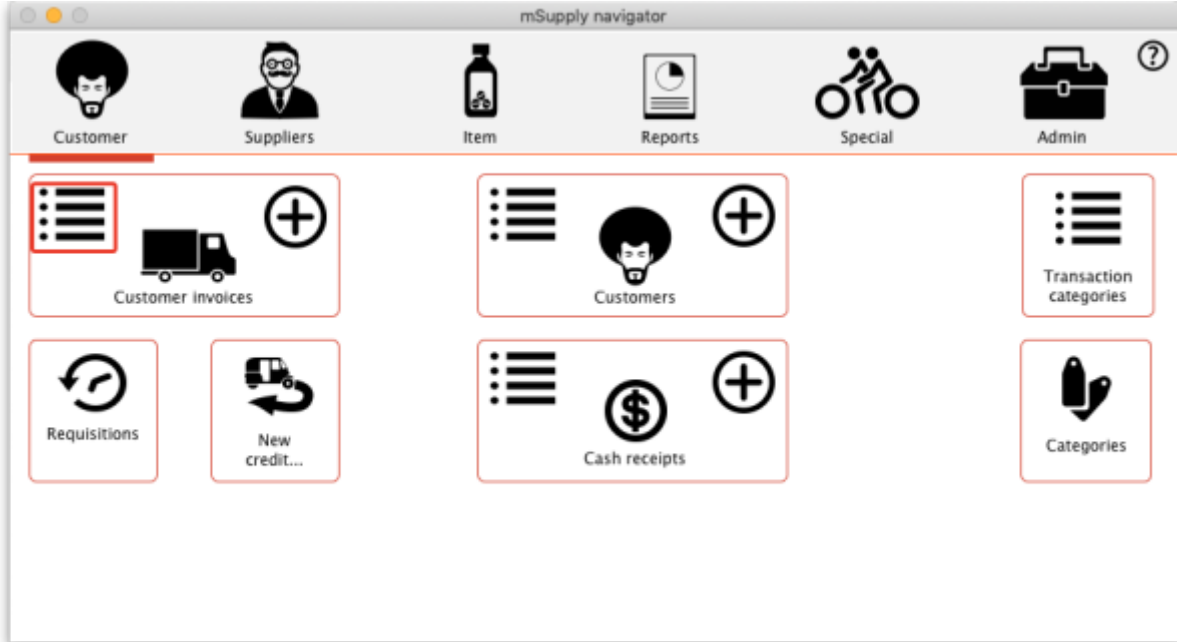 mSupply navigator
Customer
Suppliers
Item
Reports
Special
Admin
?
Customer invoices
Customers
Transaction
categories
Requisitions
New
credit...
Cash receipts
Categories